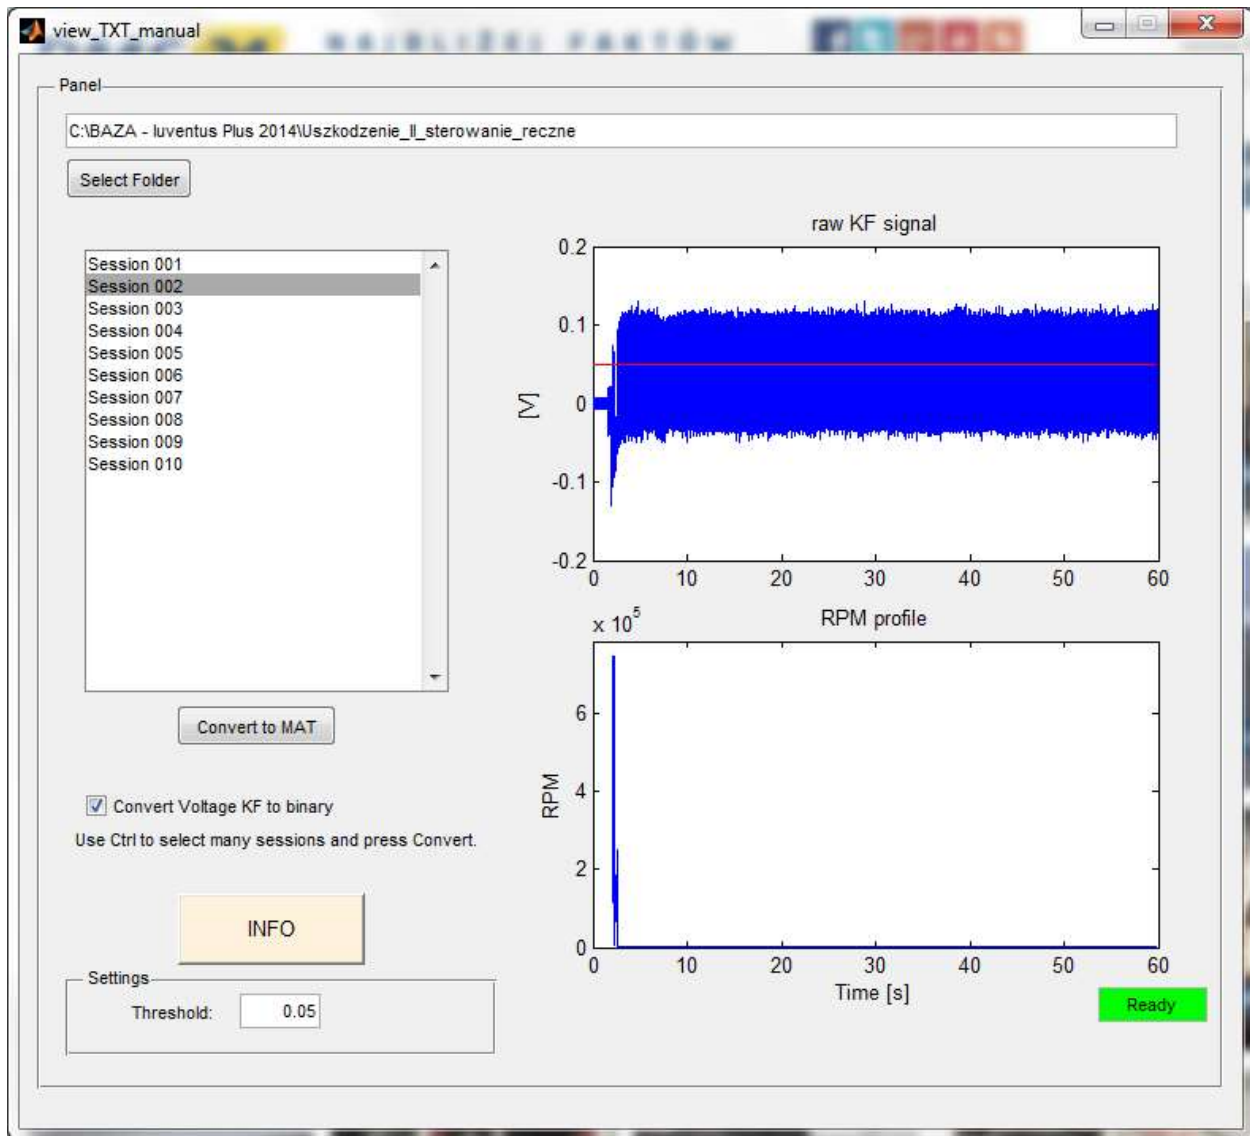 view_TXT_manual
NAJBLIŻEJ FAKTÓW
Panel
C:\BAZA - Iuventus Plus 2014\Uszkodzenie_II_sterowanie_reczne
Select Folder
Session 001
Session 002
Session 003
Session 004
Session 005
Session 006
Session 007
Session 008
Session 009
Session 010
Convert to MAT
Convert Voltage KF to binary
Use Ctrl to select many sessions and press Convert.
INFO
Settings
Threshold: 0.05
raw KF signal
0.2
0.1
0
-0.1
-0.2
[V]
0 10 20 30 40 50 60
x 10^5
RPM profile
6
4
2
0
RPM
0 10 20 30 40 50 60
Time [s]
Ready